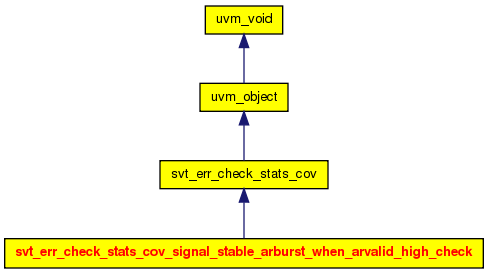 uvm_void
uvm_object
svt_err_check_stats_cov
svt_err_check_stats_cov_signal_stable_arburst_when_arvalid_high_check